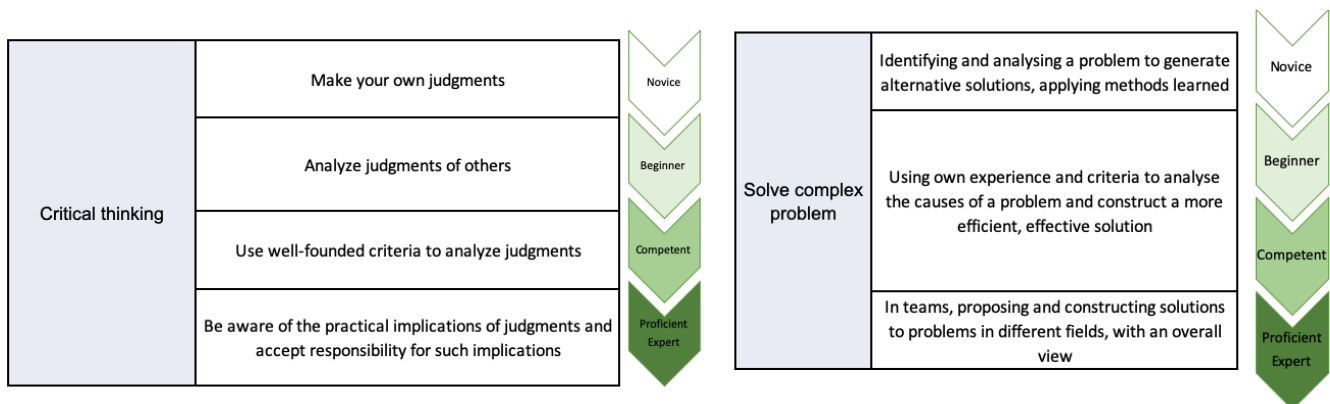 Critical thinking
Make your own judgments
Analyze judgments of others
Use well-founded criteria to analyze judgments
Be aware of the practical implications of judgments and
accept responsibility for such implications
Novice
Beginner
Competent
Proficient
Expert
Solve complex
problem
Identifying and analysing a problem to generate
alternative solutions, applying methods learned
Using own experience and criteria to analyse
the causes of a problem and construct a more
efficient, effective solution
In teams, proposing and constructing solutions
to problems in different fields, with an overall
view
Novice
Beginner
Competent
Proficient
Expert